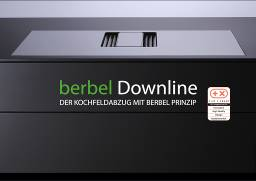 berbel Downline
DER KOCHFELDABZUG MIT BERBEL PRINZIP